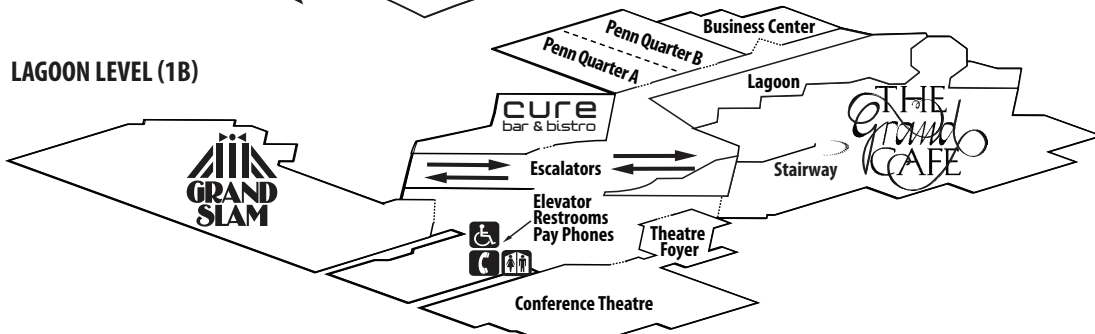 LAGOON LEVEL (1B)
Business Center
Penn Quarter B
Penn Quarter A
Lagoon
cure
bar & bistro
THE
Grand
CAFE
GRAND
SLAM
Escalators
Stairway
Elevator
Restrooms
Pay Phones
Theatre
Foyer
Conference Theatre